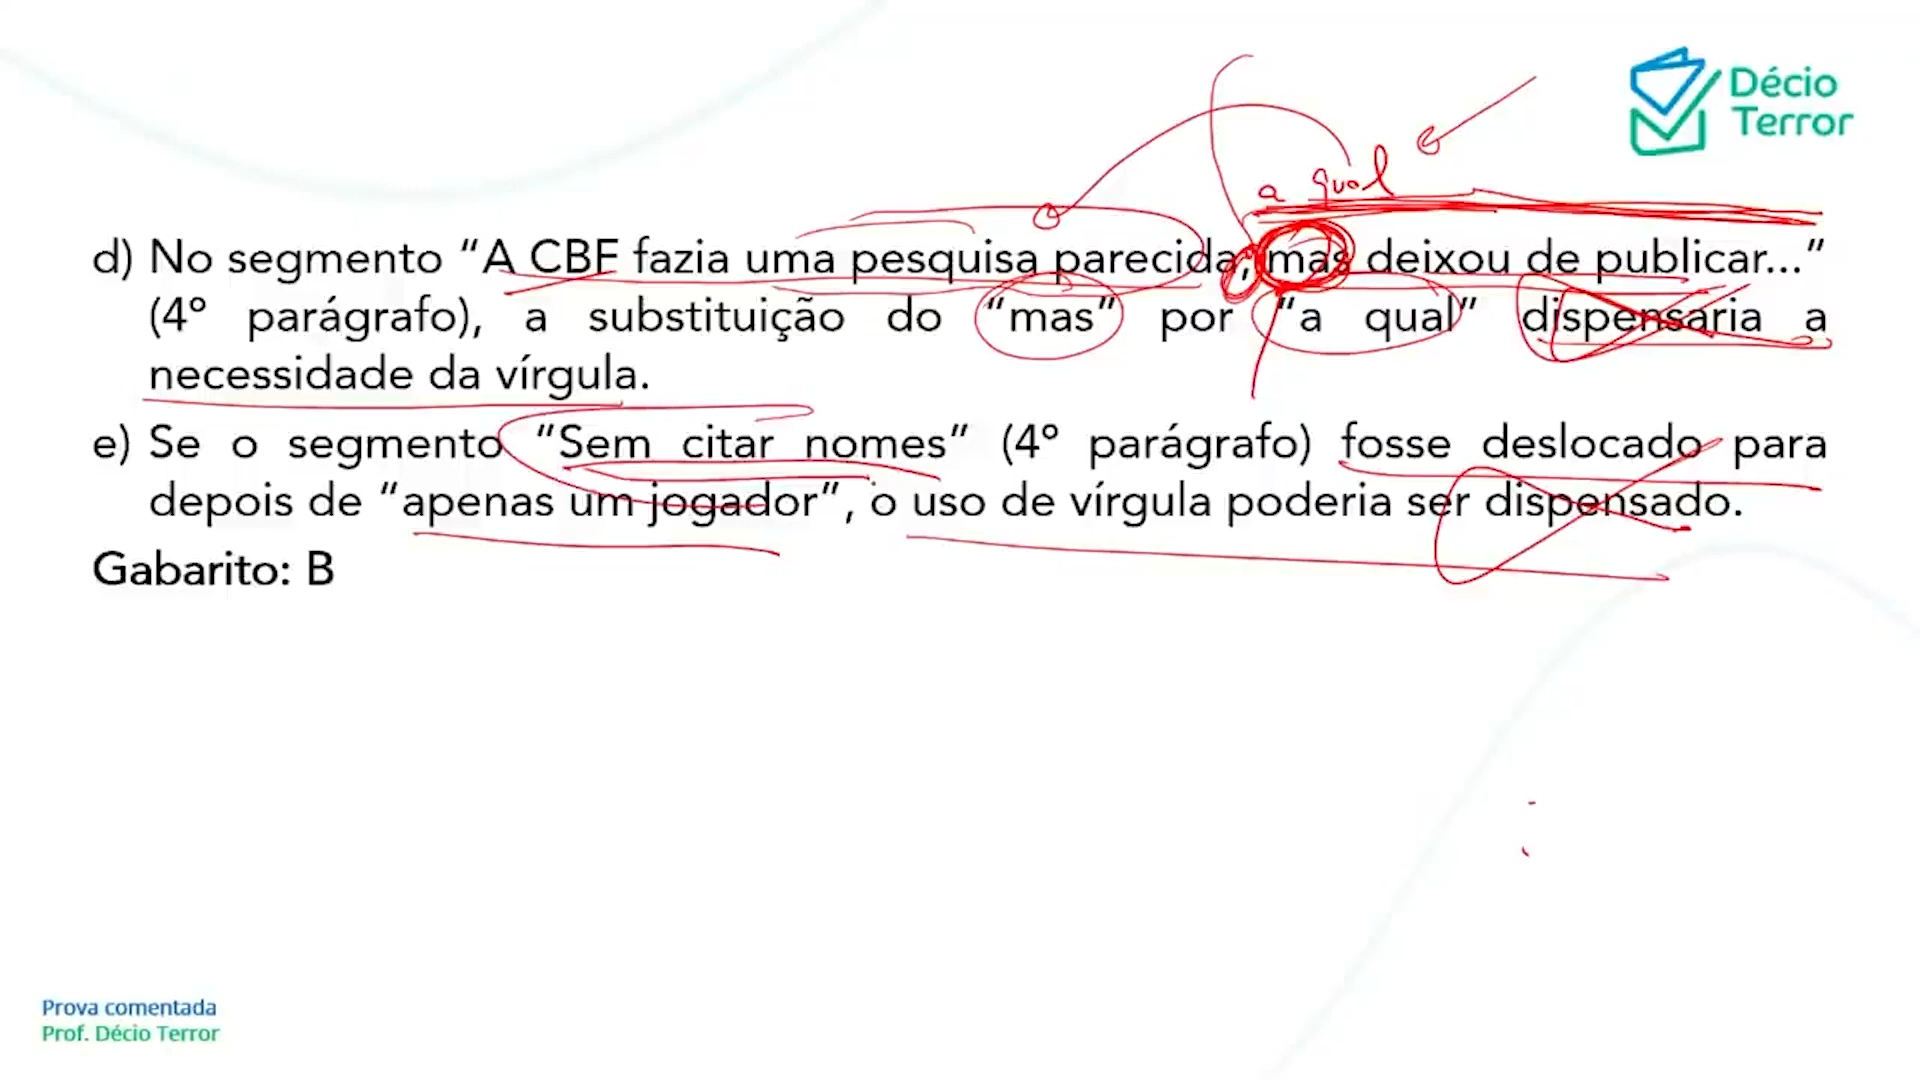 Décio
Terror
a qual
d) No segmento “A CBF fazia uma pesquisa parecida, mas deixou de publicar...”
(4º parágrafo), a substituição do “mas” por “a qual” dispensaria a
necessidade da vírgula.
e) Se o segmento “Sem citar nomes” (4º parágrafo) fosse deslocado para
depois de “apenas um jogador”, o uso de vírgula poderia ser dispensado.
Gabarito: B
Prova comentada
Prof. Décio Terror